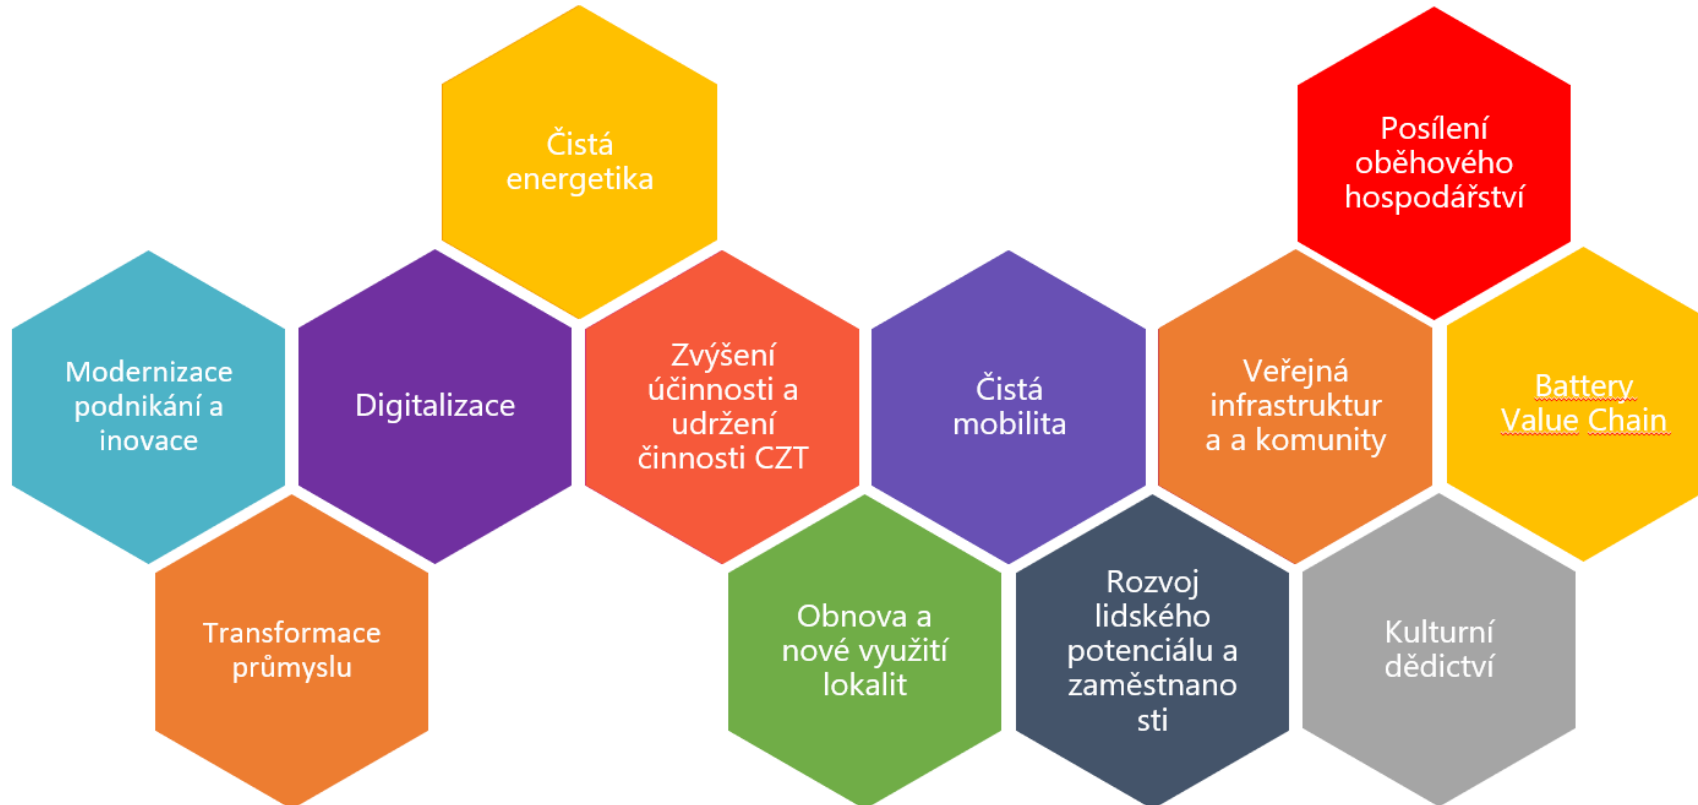 Čistá
energetika
Posílení
oběhového
hospodářství
Modernizace
podnikání a
inovace
Digitalizace
Zvýšení
účinnosti a
udržení
činnosti CZT
Čistá
mobilita
Veřejná
infrastruktur
a a komunity
Battery
Value Chain
Transformace
průmyslu
Obnova a
nové využití
lokalit
Rozvoj
lidského
potenciálu a
zaměstnano
sti
Kulturní
dědictví